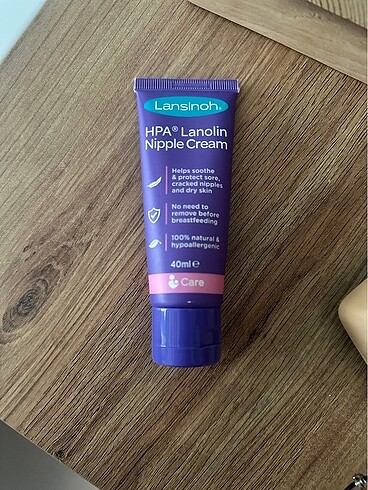 Lansinoh®
HPA® Lanolin
Nipple Cream
Helps soothe
& protect sore,
cracked nipples
and dry skin
No need to
remove before
breastfeeding
100% natural &
hypoallergenic
40ml ℮
Care